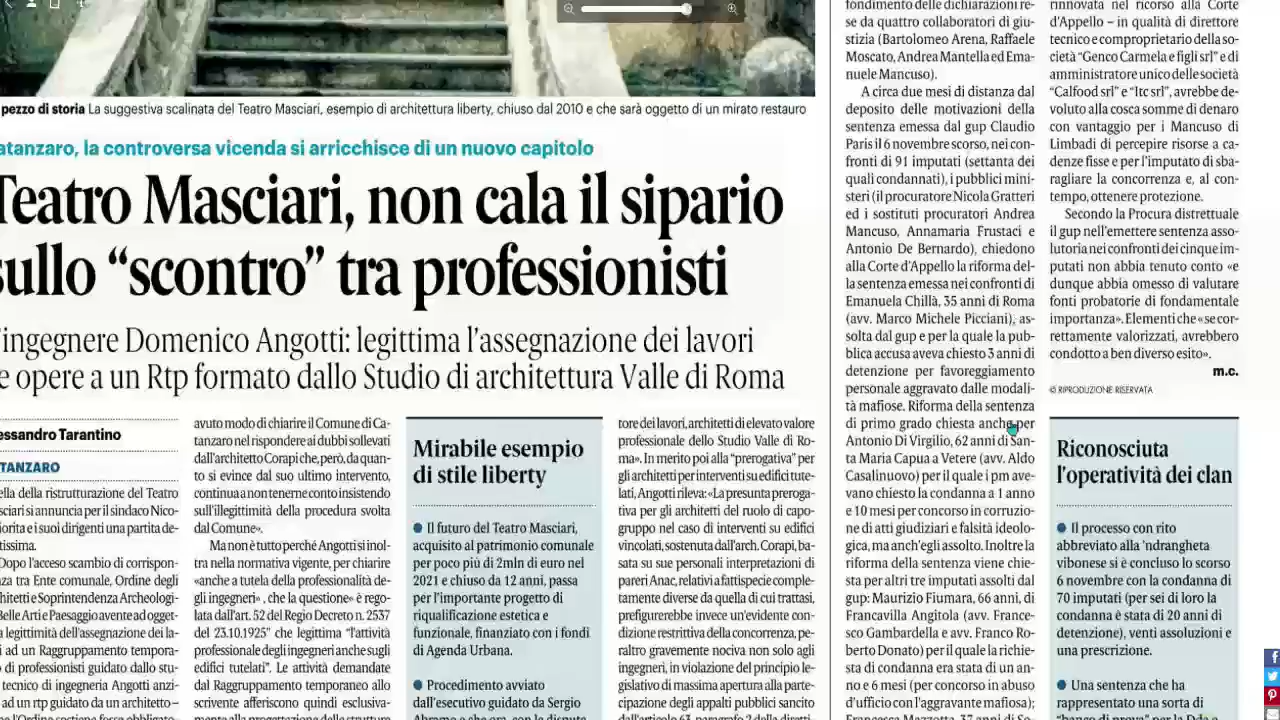 pezzo di storia La suggestiva scalinata del Teatro Masciari, esempio di architettura liberty, chiuso dal 2010 e che sarà oggetto di un mirato restauro
atanzaro, la controversa vicenda si arricchisce di un nuovo capitolo
Teatro Masciari, non cala il sipario
sullo “scontro” tra professionisti
’ingegnere Domenico Angotti: legittima l’assegnazione dei lavori
e opere a un Rtp formato dallo Studio di architettura Valle di Roma
essandro Tarantino
TANZARO
ella della ristrutturazione del Teatro
sciari si annuncia per il sindaco Nico-
iorita e i suoi dirigenti una partita de-
tissima.
Dopo l’acceso scambio di corrispon-
za tra Ente comunale, Ordine degli
hitetti e Soprintendenza Archeologi-
Belle Arti e Paesaggio avente ad ogget-
a legittimità dell’assegnazione dei la-
i ad un Raggruppamento tempora-
o di professionisti guidato dallo stu-
tecnico di ingegneria Angotti anzi-
ad un rtp guidato da un architetto –
avuto modo di chiarire il Comune di Ca-
tanzaro nel rispondere ai dubbi sollevati
dall’architetto Corapi che, però, da quan-
to si evince dal suo ultimo intervento,
continua a non tenerne conto insistendo
sull’illegittimità della procedura svolta
dal Comune».
Ma non è tutto perché Angotti si inol-
tra nella normativa vigente, per chiarire
«anche a tutela della professionalità de-
gli ingegneri» , che la questione» è rego-
lata dall’art. 52 del Regio Decreto n. 2537
del 23.10.1925” che legittima “l’attività
professionale degli ingegneri anche sugli
edifici tutelati”. Le attività demandate
dal Raggruppamento temporaneo allo
scrivente afferiscono quindi esclusiva-
mente alla progettazione delle strutture
Mirabile esempio
di stile liberty
● Il futuro del Teatro Masciari,
acquisito al patrimonio comunale
per poco più di 2mln di euro nel
2021 e chiuso da 12 anni, passa
per l’importante progetto di
riqualificazione estetica e
funzionale, finanziato con i fondi
di Agenda Urbana.
● Procedimento avviato
dall’esecutivo guidato da Sergio
Abramo e che ora, con la disputa
tore dei lavori, architetti di elevato valore
professionale dello Studio Valle di Ro-
ma». In merito poi alla “prerogativa” per
gli architetti per interventi su edifici tute-
lati, Angotti rileva: «La presunta preroga-
tiva per gli architetti del ruolo di capo-
gruppo nel caso di interventi su edifici
vincolati, sostenuta dall’arch. Corapi, ba-
sata su sue personali interpretazioni di
pareri Anac, relativi a fattispecie comple-
tamente diverse da quella di cui trattasi,
prefigurerebbe invece un’evidente con-
dizione restrittiva della concorrenza, pe-
raltro gravemente nociva non solo agli
ingegneri, in violazione del principio le-
gislativo di massima apertura alla parte-
cipazione degli appalti pubblici sancito
dall’articolo 63, paragrafo 2 della diretti-
fondimento delle dichiarazioni re-
se da quattro collaboratori di giu-
stizia (Bartolomeo Arena, Raffaele
Moscato, Andrea Mantella ed Ema-
nuele Mancuso).
A circa due mesi di distanza dal
deposito delle motivazioni della
sentenza emessa dal gup Claudio
Paris il 6 novembre scorso, nei con-
fronti di 91 imputati (settanta dei
quali condannati), i pubblici mini-
steri (il procuratore Nicola Gratteri
ed i sostituti procuratori Andrea
Mancuso, Annamaria Frustaci e
Antonio De Bernardo), chiedono
alla Corte d’Appello la riforma del-
la sentenza emessa nei confronti di
Emanuela Chillà, 35 anni di Roma
(avv. Marco Michele Picciani), as-
solta dal gup e per la quale la pub-
blica accusa aveva chiesto 3 anni di
detenzione per favoreggiamento
personale aggravato dalle modali-
tà mafiose. Riforma della sentenza
di primo grado chiesta anche per
Antonio Di Virgilio, 62 anni di San-
ta Maria Capua a Vetere (avv. Aldo
Casalinuovo) per il quale i pm ave-
vano chiesto la condanna a 1 anno
e 10 mesi per concorso in corruzio-
ne di atti giudiziari e falsità ideolo-
gica, ma anch’egli assolto. Inoltre la
riforma della sentenza viene chie-
sta per altri tre imputati assolti dal
gup: Maurizio Fiumara, 66 anni, di
Francavilla Angitola (avv. France-
sco Gambardella e avv. Franco Ro-
berto Donato) per il quale la richie-
sta di condanna era stata di un an-
no e 6 mesi (per concorso in abuso
d’ufficio con l’aggravante mafiosa);
Francesca Mazzotta, 37 anni di So-
rinnovata nel ricorso alla Corte
d’Appello – in qualità di direttore
tecnico e comproprietario della so-
cietà “Genco Carmela e figli srl” e di
amministratore unico delle società
“Calfood srl” e “Itc srl”, avrebbe de-
voluto alla cosca somme di denaro
con vantaggio per i Mancuso di
Limbadi di percepire risorse a ca-
denze fisse e per l’imputato di sba-
ragliare la concorrenza e, al con-
tempo, ottenere protezione.
Secondo la Procura distrettuale
il gup nell’emettere sentenza asso-
lutoria nei confronti dei cinque im-
putati non abbia tenuto conto «e
dunque abbia omesso di valutare
fonti probatorie di fondamentale
importanza». Elementi che «se cor-
rettamente valorizzati, avrebbero
condotto a ben diverso esito».
m.c.
© RIPRODUZIONE RISERVATA
Riconosciuta
l’operatività dei clan
● Il processo con rito
abbreviato alla ’ndrangheta
vibonese si è concluso lo scorso
6 novembre con la condanna di
70 imputati (per sei di loro la
condanna è stata di 20 anni di
detenzione), venti assoluzioni e
una prescrizione.
● Una sentenza che ha
rappresentato una sorta di